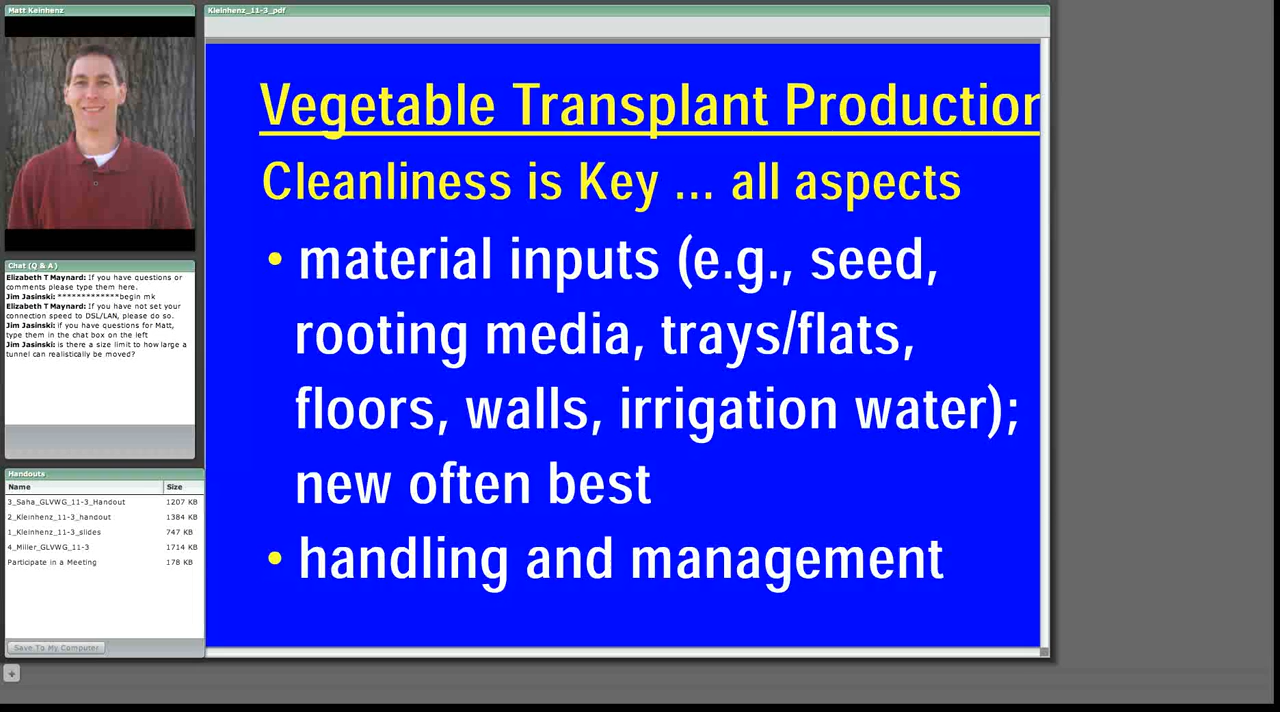 Matt Keinhenz
Kleinhenz_11-3_pdf
Vegetable Transplant Production
Cleanliness is Key ... all aspects
• material inputs (e.g., seed,
rooting media, trays/flats,
floors, walls, irrigation water);
new often best
• handling and management
Chat (Q & A)
Elizabeth T Maynard: If you have questions or
comments please type them here.
Jim Jasinski: *************begin mk
Elizabeth T Maynard: If you have not set your
connection speed to DSL/LAN, please do so.
Jim Jasinski: if you have questions for Matt,
type them in the chat box on the left
Jim Jasinski: is there a size limit to how large a
tunnel can realistically be moved?
Handouts
Name Size
3_Saha_GLVWG_11-3_Handout 1207 KB
2_Kleinhenz_11-3_handout 1384 KB
1_Kleinhenz_11-3_slides 747 KB
4_Miller_GLVWG_11-3 1714 KB
Participate in a Meeting 178 KB
Save To My Computer